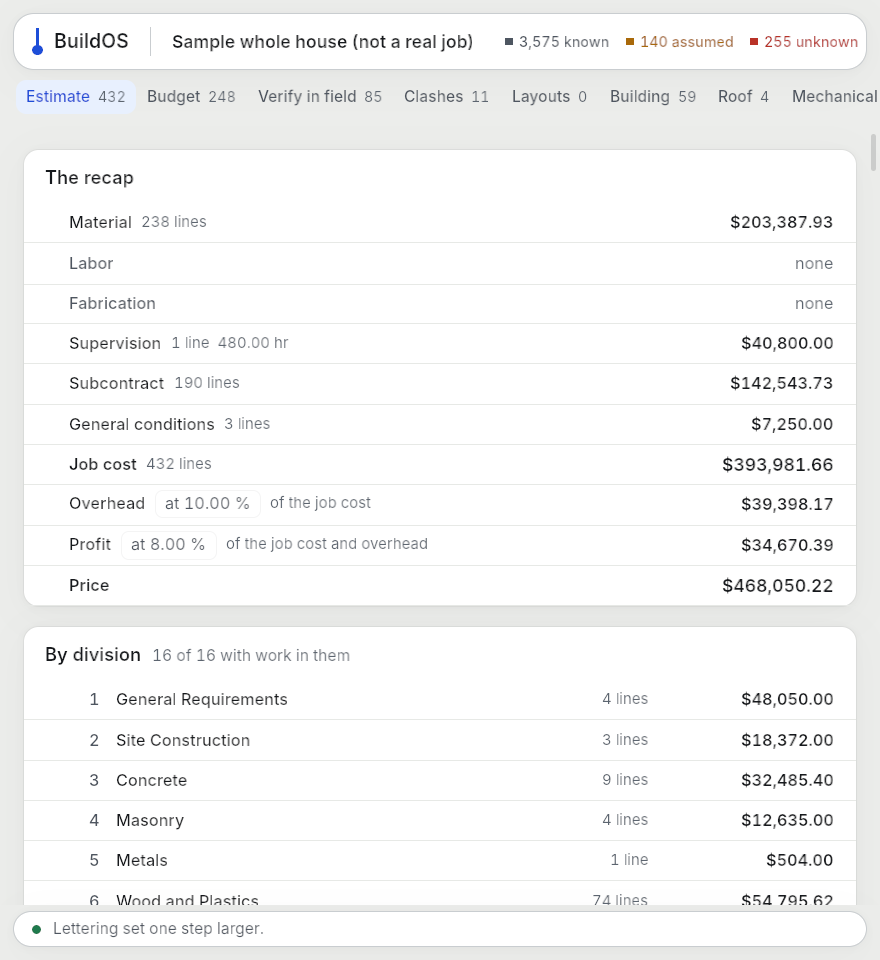 BuildOS Sample whole house (not a real job) 3,575 known 140 assumed 255 unknown
Estimate 432 Budget 248 Verify in field 85 Clashes 11 Layouts 0 Building 59 Roof 4 Mechanical
The recap
Material 238 lines $203,387.93
Labor none
Fabrication none
Supervision 1 line 480.00 hr $40,800.00
Subcontract 190 lines $142,543.73
General conditions 3 lines $7,250.00
Job cost 432 lines $393,981.66
Overhead at 10.00 % of the job cost $39,398.17
Profit at 8.00 % of the job cost and overhead $34,670.39
Price $468,050.22
By division 16 of 16 with work in them
1 General Requirements 4 lines $48,050.00
2 Site Construction 3 lines $18,372.00
3 Concrete 9 lines $32,485.40
4 Masonry 4 lines $12,635.00
5 Metals 1 line $504.00
6 Wood and Plastics 74 lines $54,795.62
Lettering set one step larger.